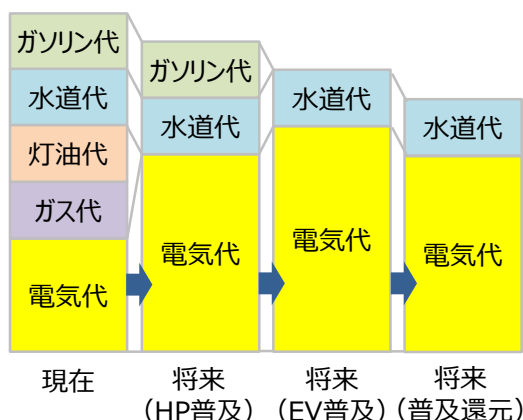 ガソリン代
水道代
灯油代
ガス代
電気代
現在
ガソリン代
水道代
電気代
将来
（HP普及）
水道代
電気代
将来
（EV普及）
水道代
電気代
将来
（普及還元）